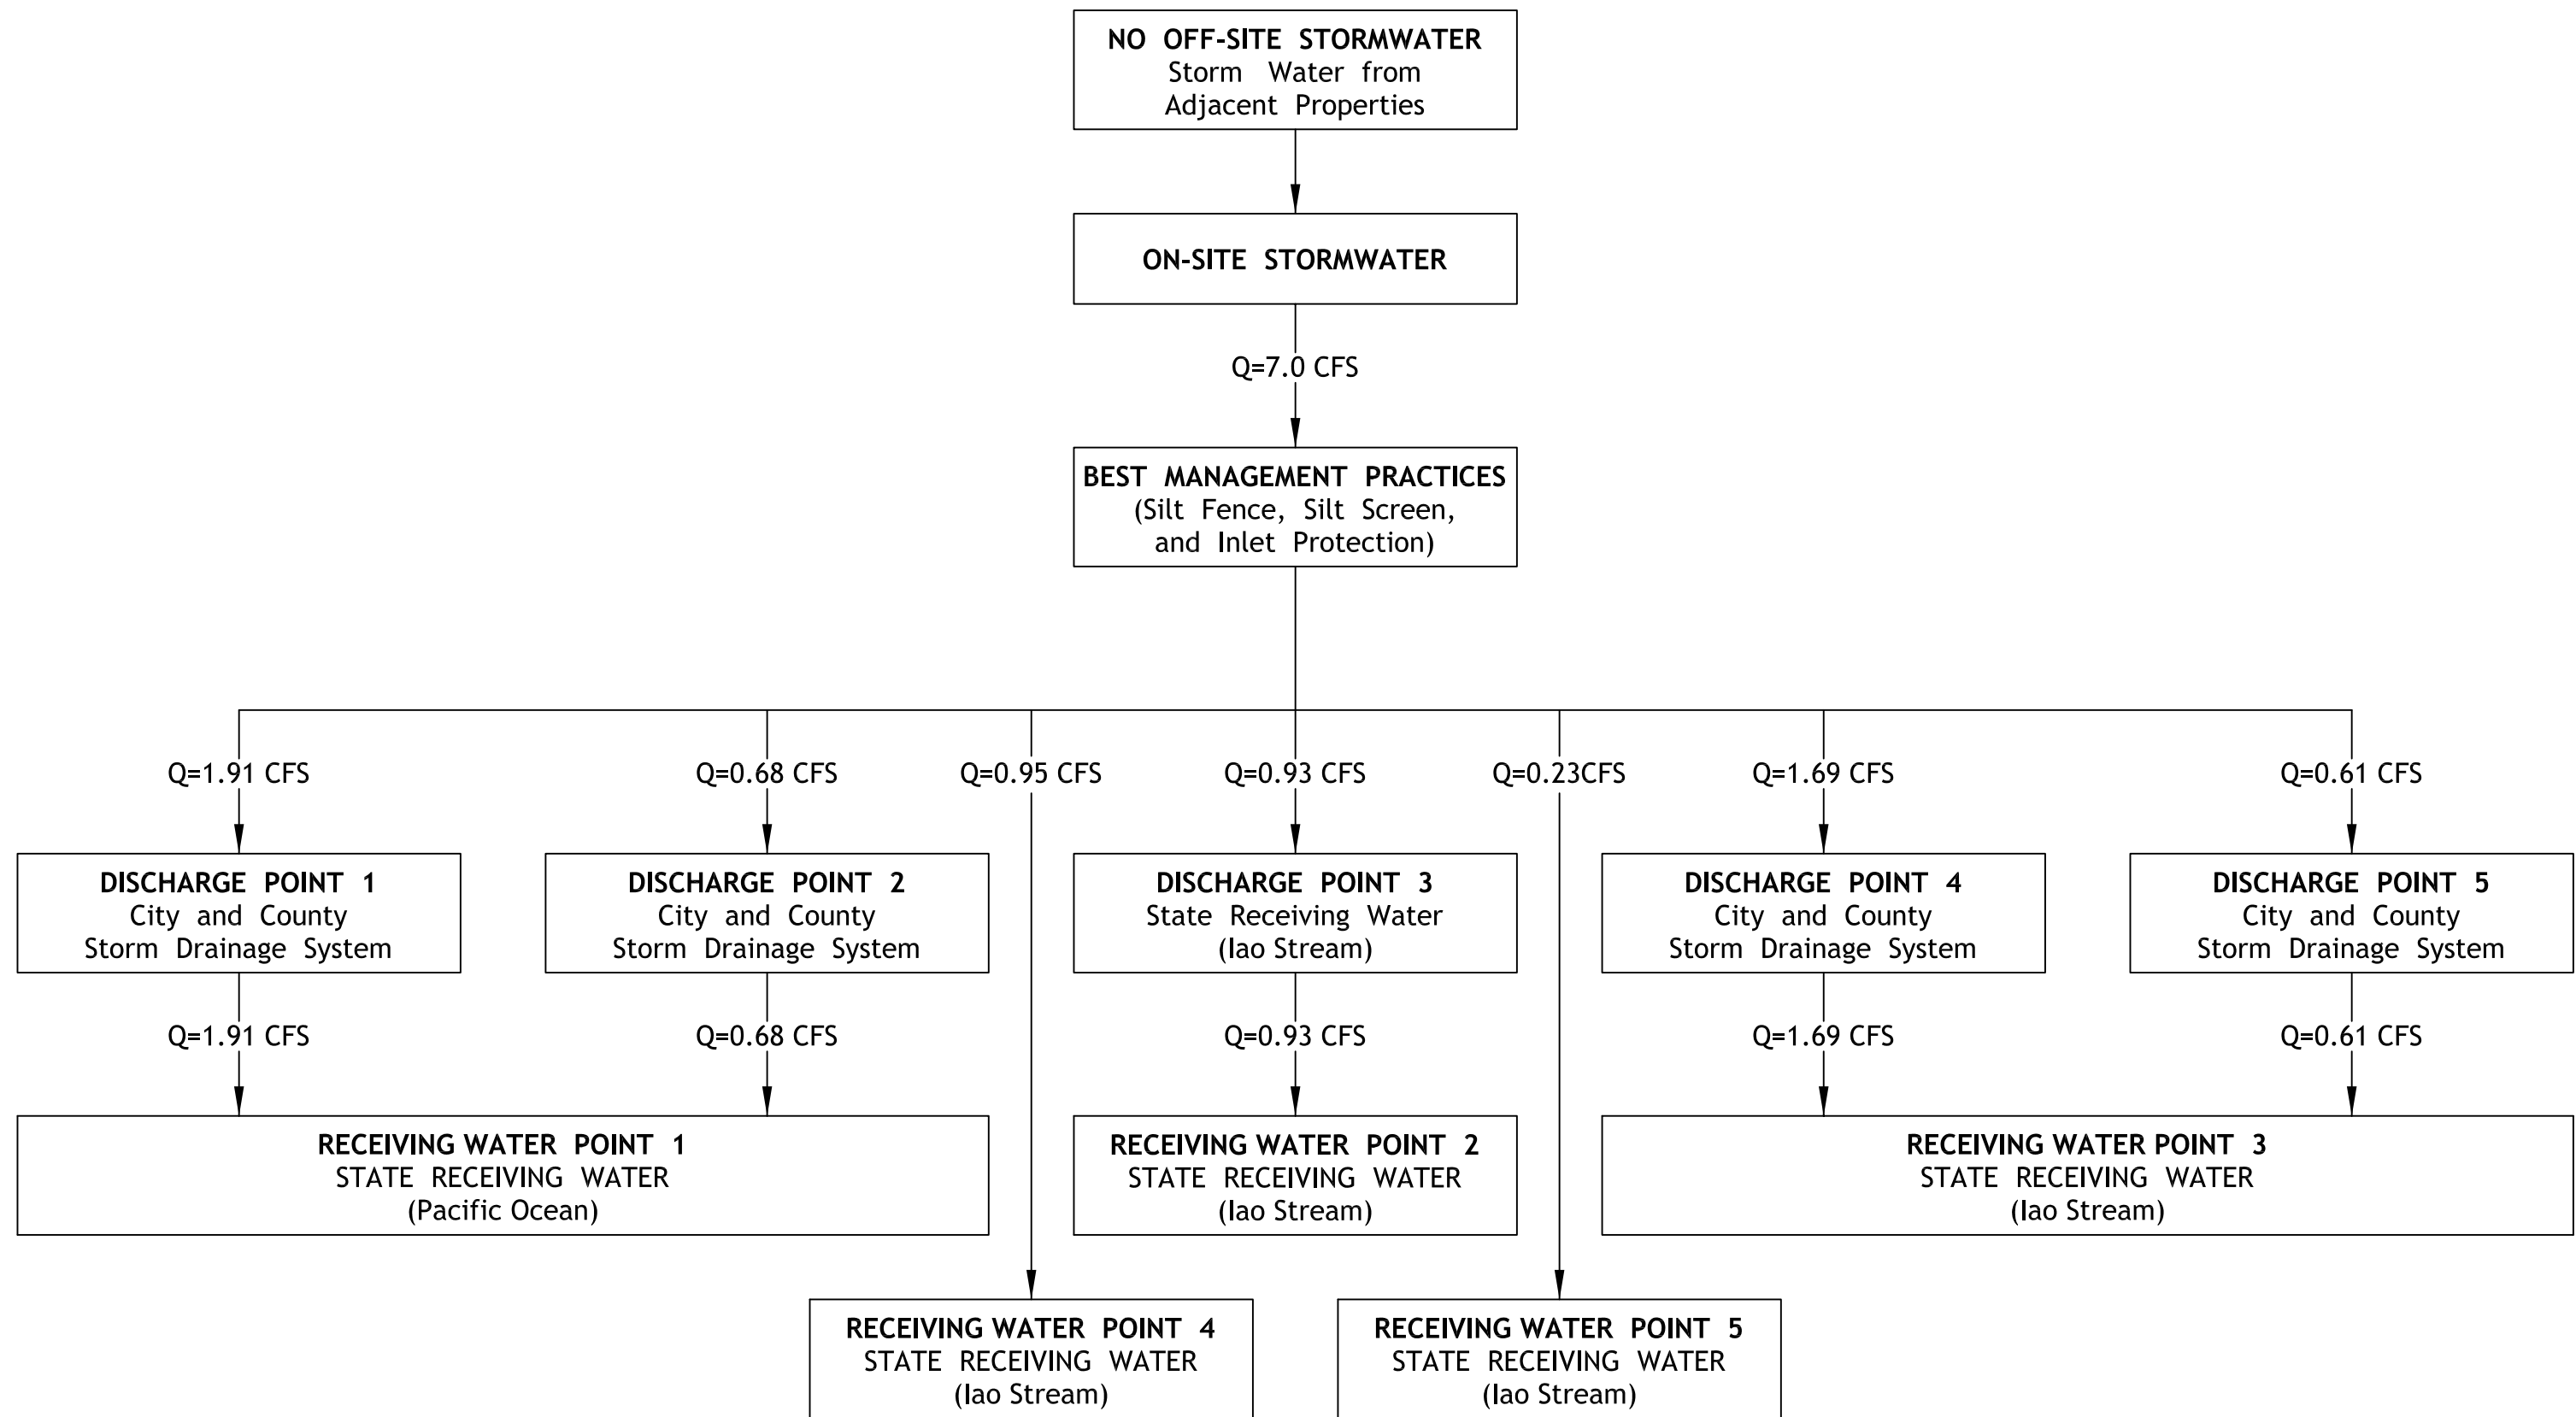 NO OFF-SITE STORMWATER
Storm Water from
Adjacent Properties
ON-SITE STORMWATER
Q=7.0 CFS
BEST MANAGEMENT PRACTICES
(Silt Fence, Silt Screen,
and Inlet Protection)
Q=1.91 CFS
Q=0.68 CFS
Q=0.95 CFS
Q=0.93 CFS
Q=0.23CFS
Q=1.69 CFS
Q=0.61 CFS
DISCHARGE POINT 1
City and County
Storm Drainage System
DISCHARGE POINT 2
City and County
Storm Drainage System
DISCHARGE POINT 3
State Receiving Water
(Iao Stream)
DISCHARGE POINT 4
City and County
Storm Drainage System
DISCHARGE POINT 5
City and County
Storm Drainage System
Q=1.91 CFS
Q=0.68 CFS
Q=0.93 CFS
Q=1.69 CFS
Q=0.61 CFS
RECEIVING WATER POINT 1
STATE RECEIVING WATER
(Pacific Ocean)
RECEIVING WATER POINT 2
STATE RECEIVING WATER
(Iao Stream)
RECEIVING WATER POINT 3
STATE RECEIVING WATER
(Iao Stream)
RECEIVING WATER POINT 4
STATE RECEIVING WATER
(Iao Stream)
RECEIVING WATER POINT 5
STATE RECEIVING WATER
(Iao Stream)